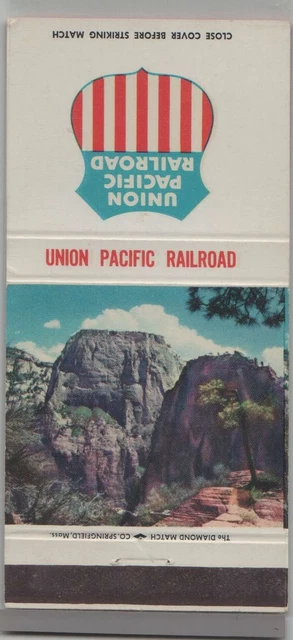 CLOSE COVER BEFORE STRIKING MATCH
UNION
PACIFIC
RAILROAD
UNION PACIFIC RAILROAD
The DIAMOND MATCH CO. SPRINGFIELD, Mass.